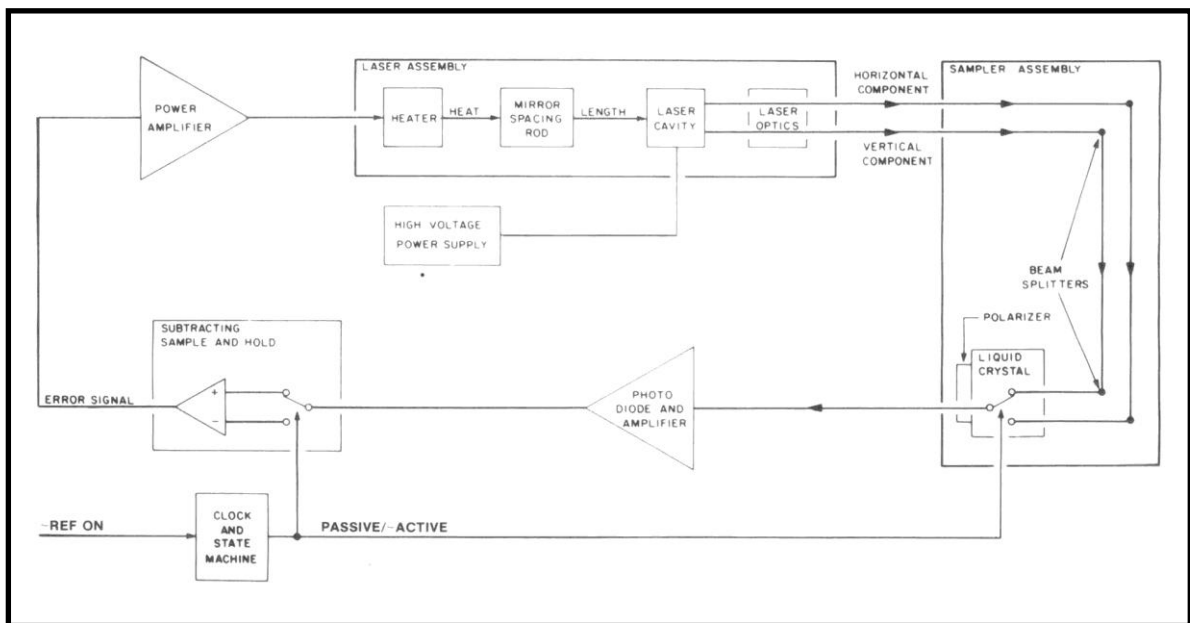 LASER ASSEMBLY
POWER
AMPLIFIER
HEATER
HEAT
MIRROR
SPACING
ROD
LENGTH
LASER
CAVITY
LASER
OPTICS
HORIZONTAL
COMPONENT
VERTICAL
COMPONENT
SAMPLER ASSEMBLY
HIGH VOLTAGE
POWER SUPPLY
BEAM
SPLITTERS
POLARIZER
LIQUID
CRYSTAL
SUBTRACTING
SAMPLE AND HOLD
+
−
ERROR SIGNAL
PHOTO
DIODE AND
AMPLIFIER
~REF ON
CLOCK
AND
STATE
MACHINE
PASSIVE/~ACTIVE